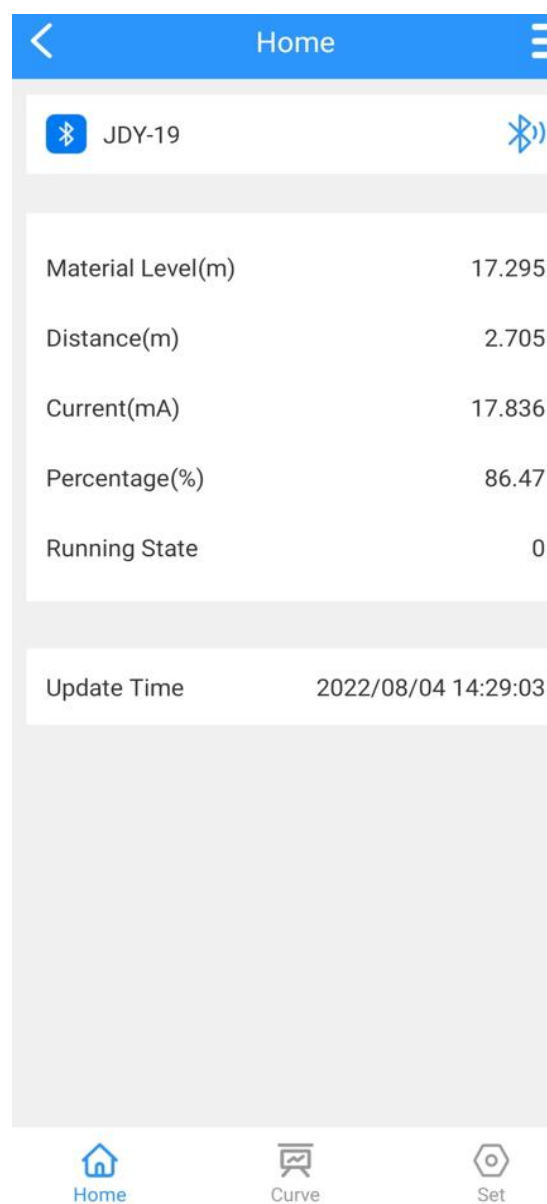 Home
JDY-19
Material Level(m) 17.295
Distance(m) 2.705
Current(mA) 17.836
Percentage(%) 86.47
Running State 0
Update Time 2022/08/04 14:29:03
Home Curve Set